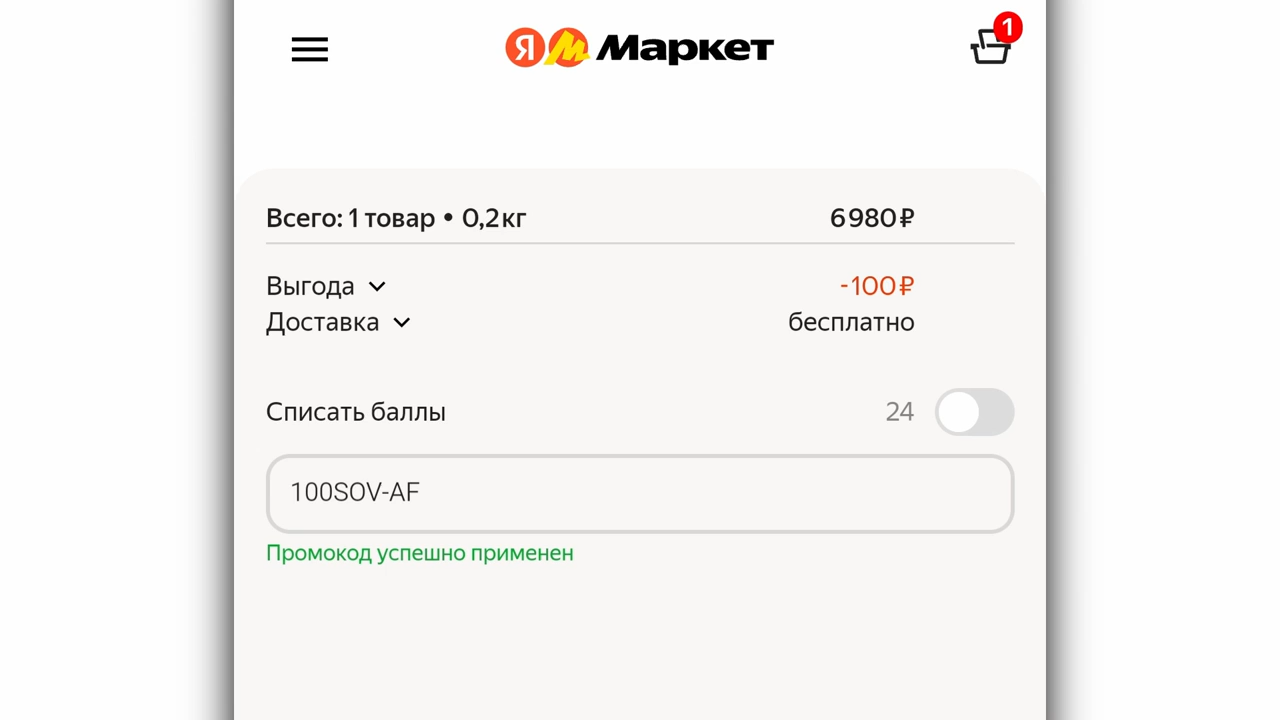 Я М Маркет
1
Всего: 1 товар • 0,2 кг 6 980 ₽
Выгода -100 ₽
Доставка бесплатно
Списать баллы 24
100SOV-AF
Промокод успешно применен